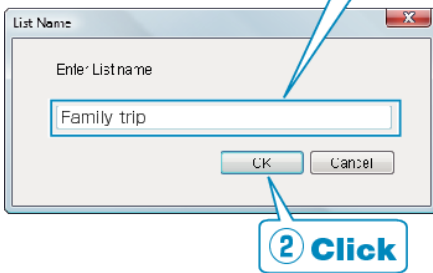 List Name
X
Enter List name
Family trip
OK
Cancel
② Click